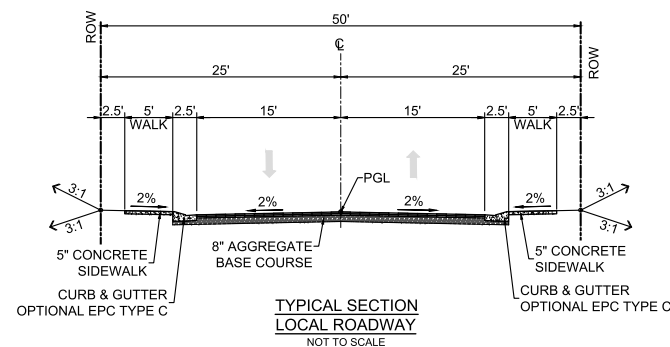 50'
ROW
℄
ROW
25' 25'
2.5' 5' 2.5' 15' 15' 2.5' 5' 2.5'
WALK WALK
PGL
3:1 2% 2% 2% 2% 3:1
3:1 3:1
5" CONCRETE
SIDEWALK
8" AGGREGATE
BASE COURSE
5" CONCRETE
SIDEWALK
CURB & GUTTER
OPTIONAL EPC TYPE C
CURB & GUTTER
OPTIONAL EPC TYPE C
TYPICAL SECTION
LOCAL ROADWAY
NOT TO SCALE